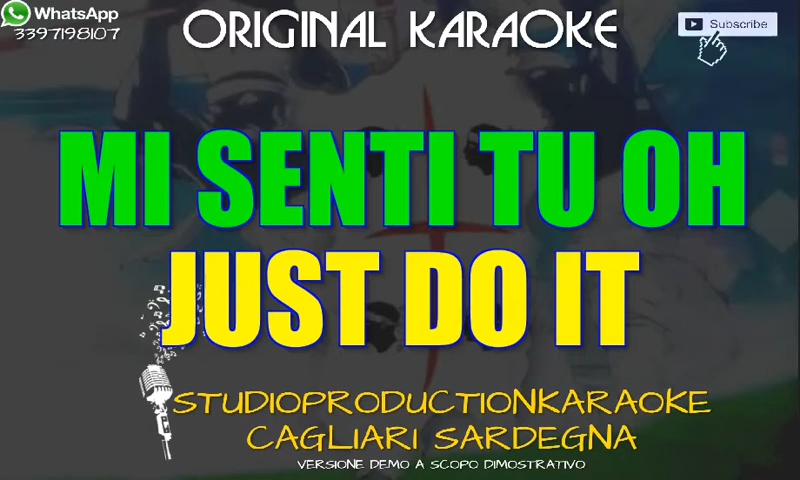 WhatsApp
3397198107
ORIGINAL KARAOKE
Subscribe
MI SENTI TU OH
JUST DO IT
STUDIOPRODUCTIONKARAOKE
CAGLIARI SARDEGNA
VERSIONE DEMO A SCOPO DIMOSTRATIVO